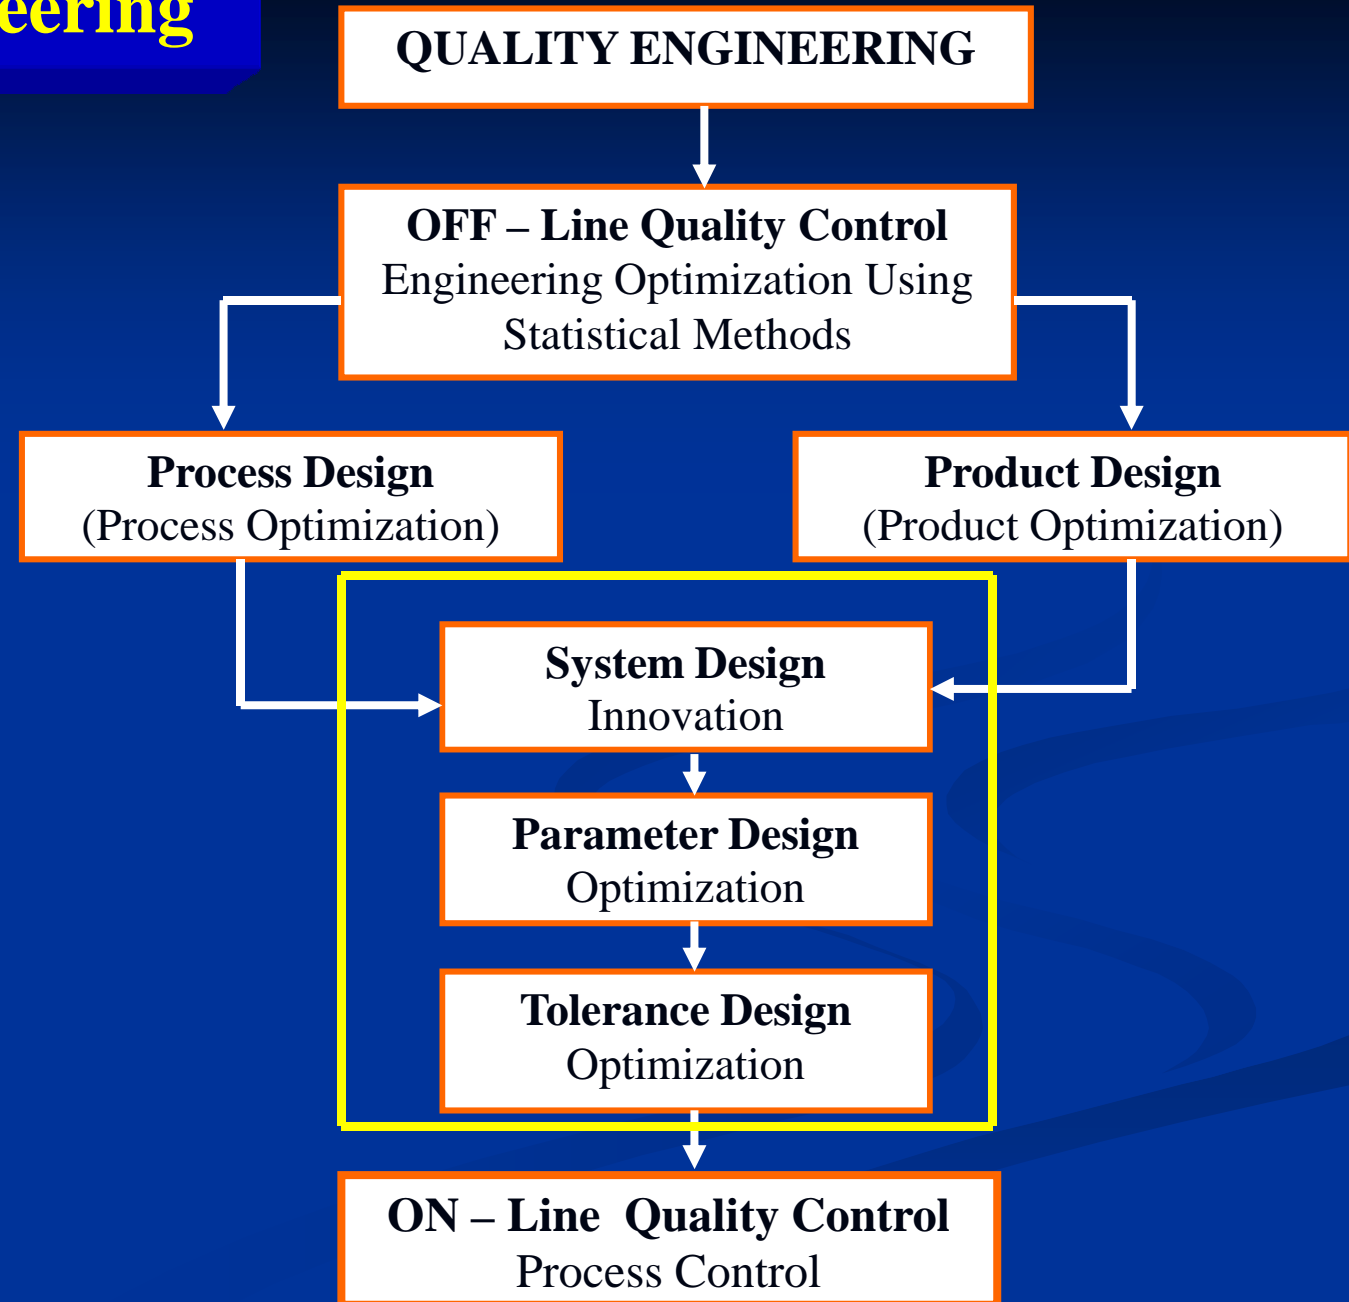 QUALITY ENGINEERING
OFF – Line Quality Control
Engineering Optimization Using
Statistical Methods
Process Design
(Process Optimization)
Product Design
(Product Optimization)
System Design
Innovation
Parameter Design
Optimization
Tolerance Design
Optimization
ON – Line Quality Control
Process Control